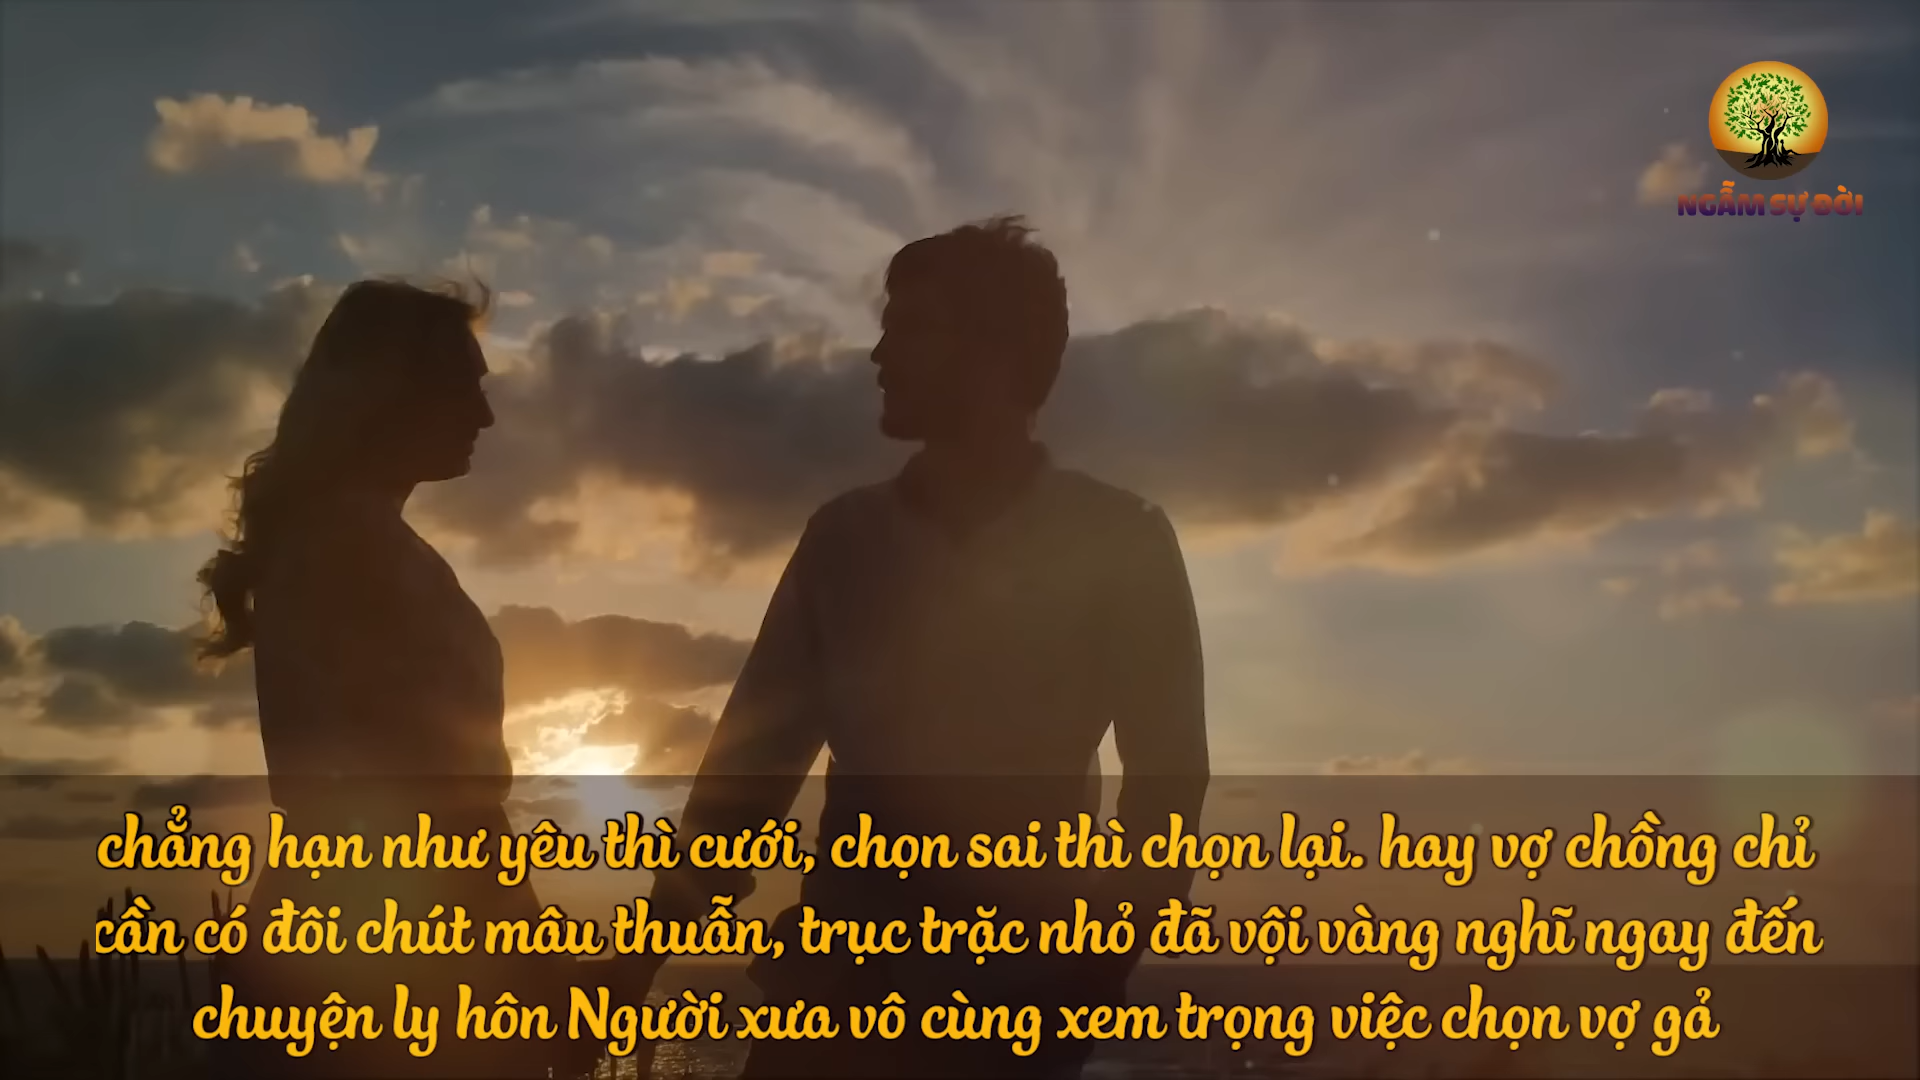 NGẪM SỰ ĐỜI
chẳng hạn như yêu thì cưới, chọn sai thì chọn lại. hay vợ chồng chỉ
cần có đôi chút mâu thuẫn, trục trặc nhỏ đã vội vàng nghĩ ngay đến
chuyện ly hôn Người xưa vô cùng xem trọng việc chọn vợ gả